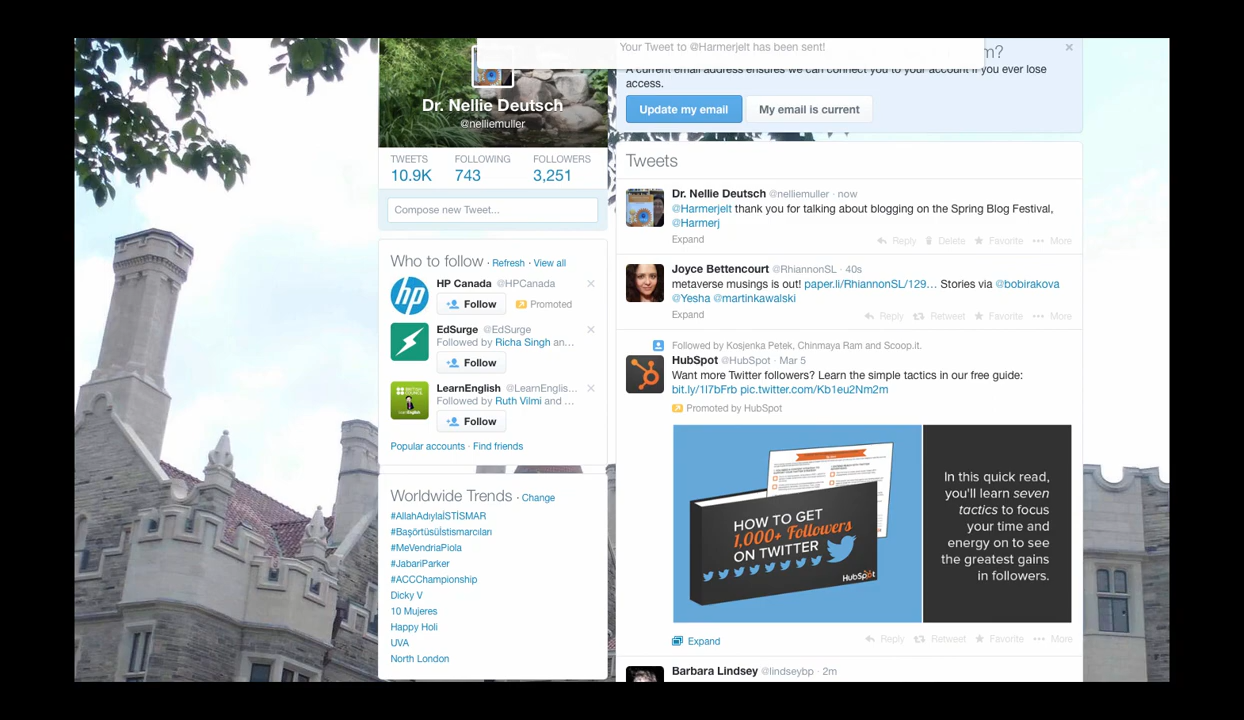 Your Tweet to @Harmerjelt has been sent!
m?
A current email address ensures we can connect you to your account if you ever lose
access.
Update my email
My email is current
Dr. Nellie Deutsch
@nelliemuller
TWEETS FOLLOWING FOLLOWERS
10.9K 743 3,251
Compose new Tweet...
Who to follow · Refresh · View all
HP Canada @HPCanada
Follow Promoted
EdSurge @EdSurge
Followed by Richa Singh an...
Follow
LearnEnglish @LearnEnglis...
Followed by Ruth Vilmi and ...
Follow
Popular accounts · Find friends
Worldwide Trends · Change
#AllahAdıylaİSTİSMAR
#Başörtüsüİstismarcıları
#MeVendriaPiola
#JabariParker
#ACCChampionship
Dicky V
10 Mujeres
Happy Holi
UVA
North London
Tweets
Dr. Nellie Deutsch @nelliemuller · now
@Harmerjelt thank you for talking about blogging on the Spring Blog Festival,
@Harmerj
Expand
Reply Delete Favorite More
Joyce Bettencourt @RhiannonSL · 40s
metaverse musings is out! paper.li/RhiannonSL/129… Stories via @bobirakova
@Yesha @martinkawalski
Expand
Reply Retweet Favorite More
Followed by Kosjenka Petek, Chinmaya Ram and Scoop.it.
HubSpot @HubSpot · Mar 5
Want more Twitter followers? Learn the simple tactics in our free guide:
bit.ly/1l7bFrb pic.twitter.com/Kb1eu2Nm2m
Promoted by HubSpot
HOW TO GET
1,000+ Followers
ON TWITTER
HubSpot
In this quick read,
you'll learn seven
tactics to focus
your time and
energy on to see
the greatest gains
in followers.
Expand
Reply Retweet Favorite More
Barbara Lindsey @lindseybp · 2m